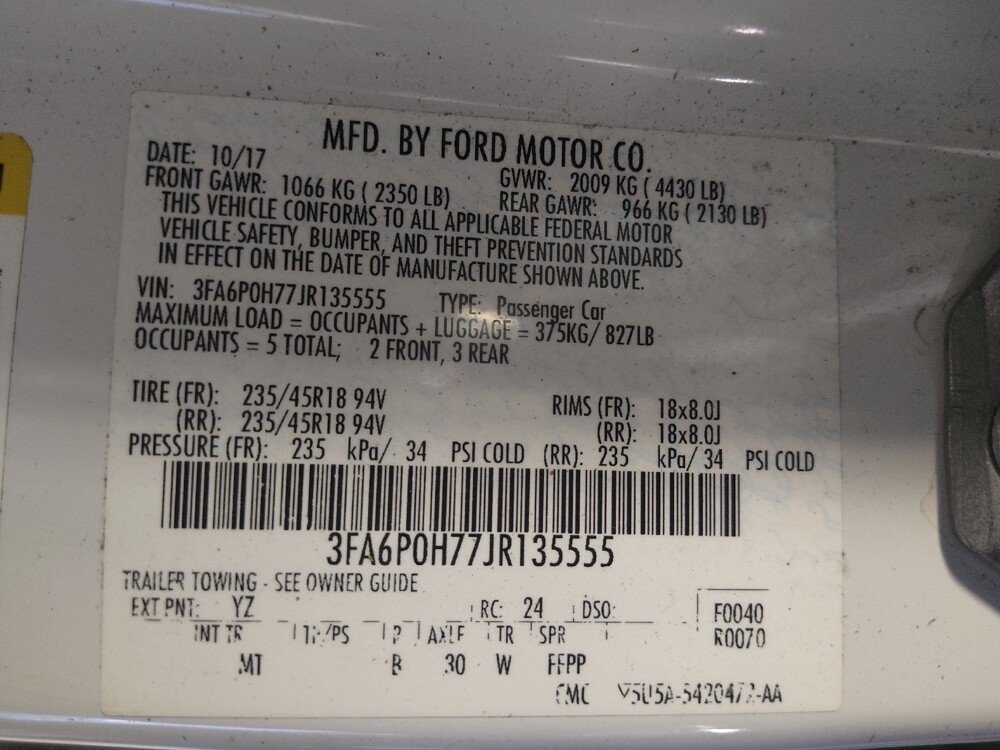 MFD. BY FORD MOTOR CO.
DATE: 10/17
GVWR: 2009 KG ( 4430 LB)
FRONT GAWR: 1066 KG ( 2350 LB)
REAR GAWR: 966 KG ( 2130 LB)
THIS VEHICLE CONFORMS TO ALL APPLICABLE FEDERAL MOTOR
VEHICLE SAFETY, BUMPER, AND THEFT PREVENTION STANDARDS
IN EFFECT ON THE DATE OF MANUFACTURE SHOWN ABOVE.
VIN: 3FA6P0H77JR135555 TYPE: Passenger Car
MAXIMUM LOAD = OCCUPANTS + LUGGAGE = 375KG/ 827LB
OCCUPANTS = 5 TOTAL; 2 FRONT, 3 REAR
TIRE (FR): 235/45R18 94V RIMS (FR): 18x8.0J
(RR): 235/45R18 94V (RR): 18x8.0J
PRESSURE (FR): 235 kPa/ 34 PSI COLD (RR): 235 kPa/ 34 PSI COLD
3FA6P0H77JR135555
TRAILER TOWING - SEE OWNER GUIDE
EXT PNT: YZ RC: 24 DSO: F0040
INT TR TP/PS R AXLE TR SPR R0070
MT B 30 W FFPP
CMC